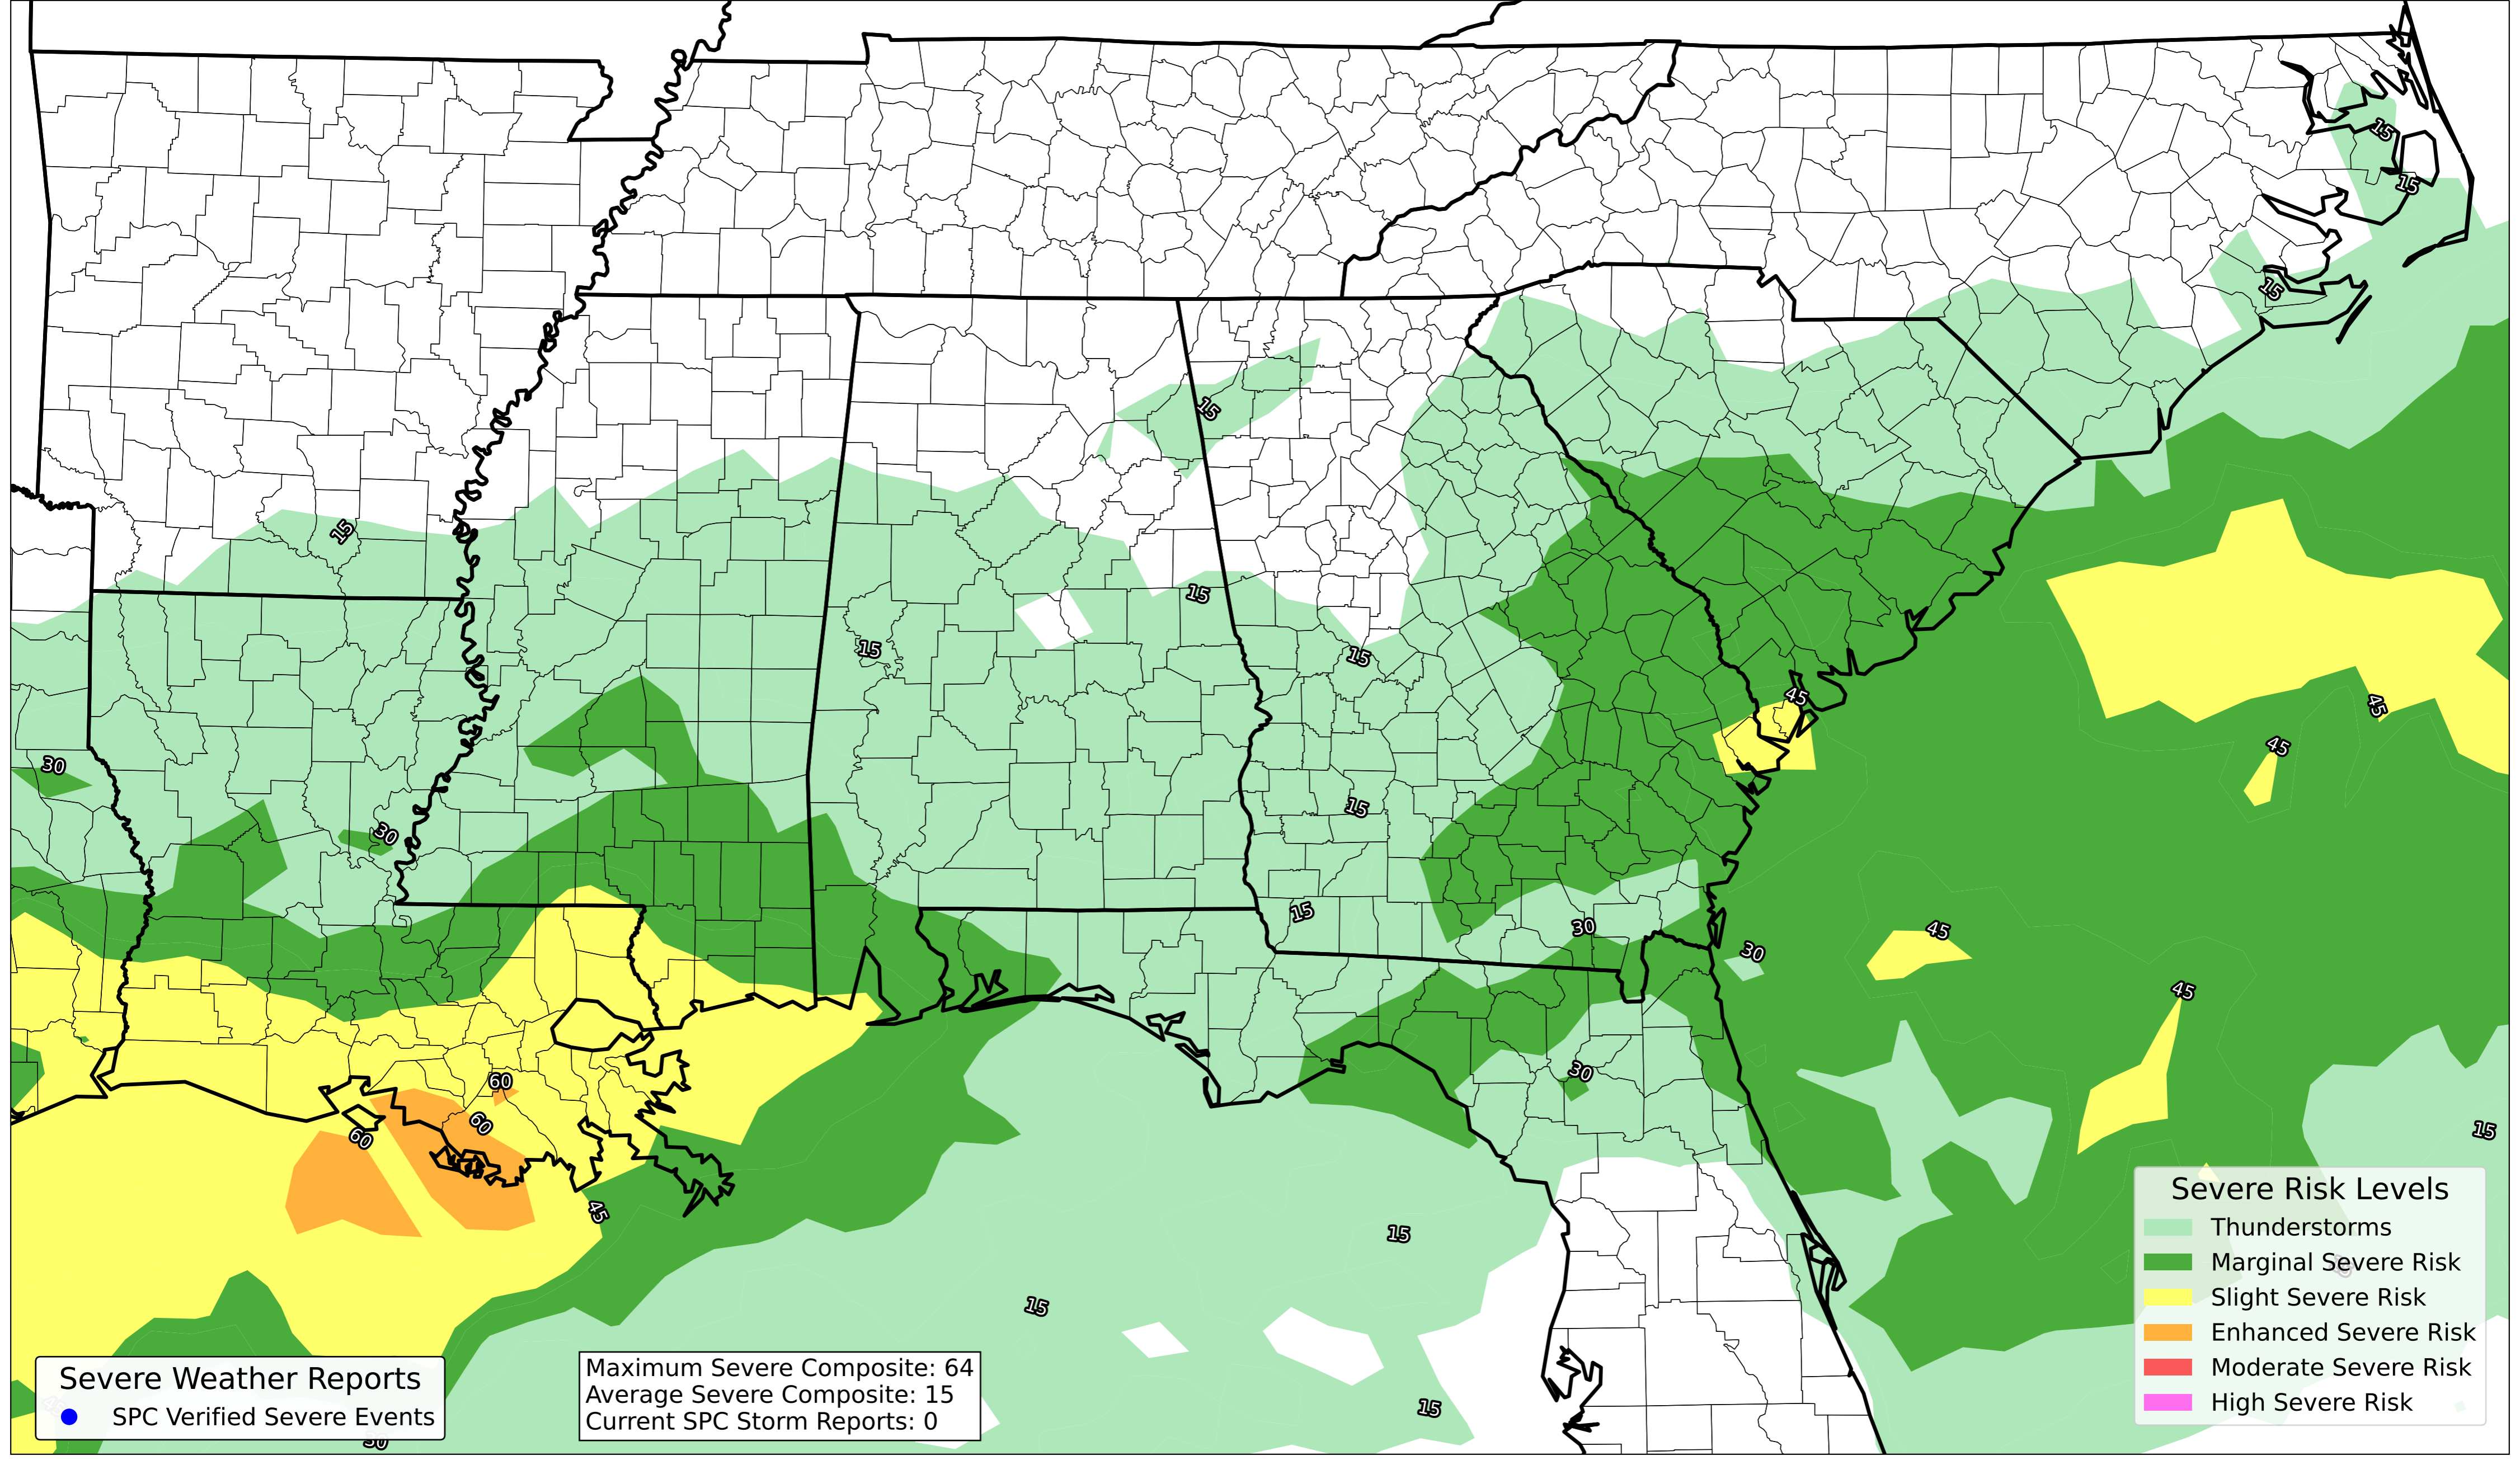 15
15
15
15
15
15
15
15
45
45
30
45
15
30
15
45
30
30
45
60
30
60
15
60
45
15
15
15
30
Severe Risk Levels
Thunderstorms
Marginal Severe Risk
Slight Severe Risk
Enhanced Severe Risk
Moderate Severe Risk
High Severe Risk
Severe Weather Reports
SPC Verified Severe Events
Maximum Severe Composite: 64
Average Severe Composite: 15
Current SPC Storm Reports: 0